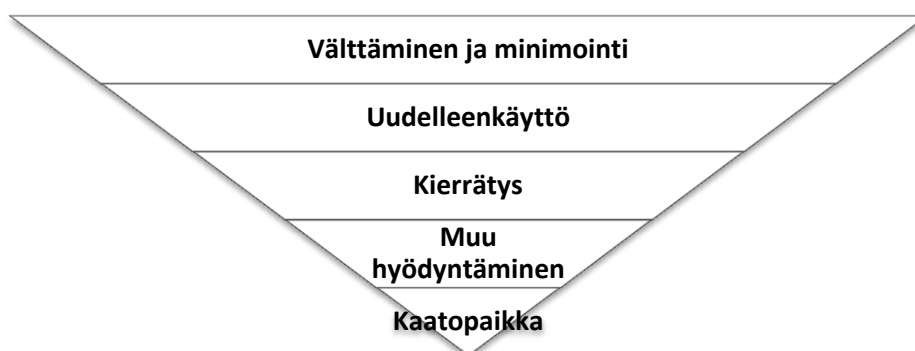 Välttäminen ja minimointi
Uudelleenkäyttö
Kierrätys
Muu
hyödyntäminen
Kaatopaikka